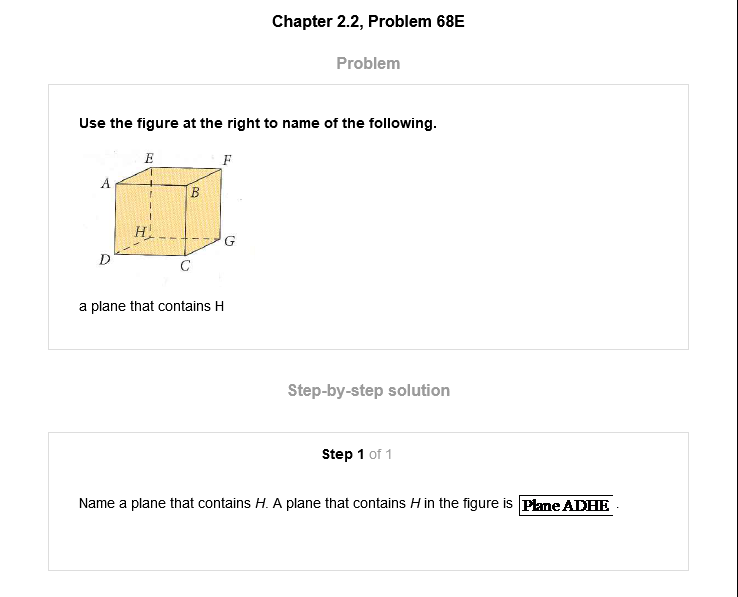 Chapter 2.2, Problem 68E
Problem
Use the figure at the right to name of the following.
E
F
A
B
H
G
D
C
a plane that contains H
Step-by-step solution
Step 1 of 1
Name a plane that contains H. A plane that contains H in the figure is Plane ADHE .